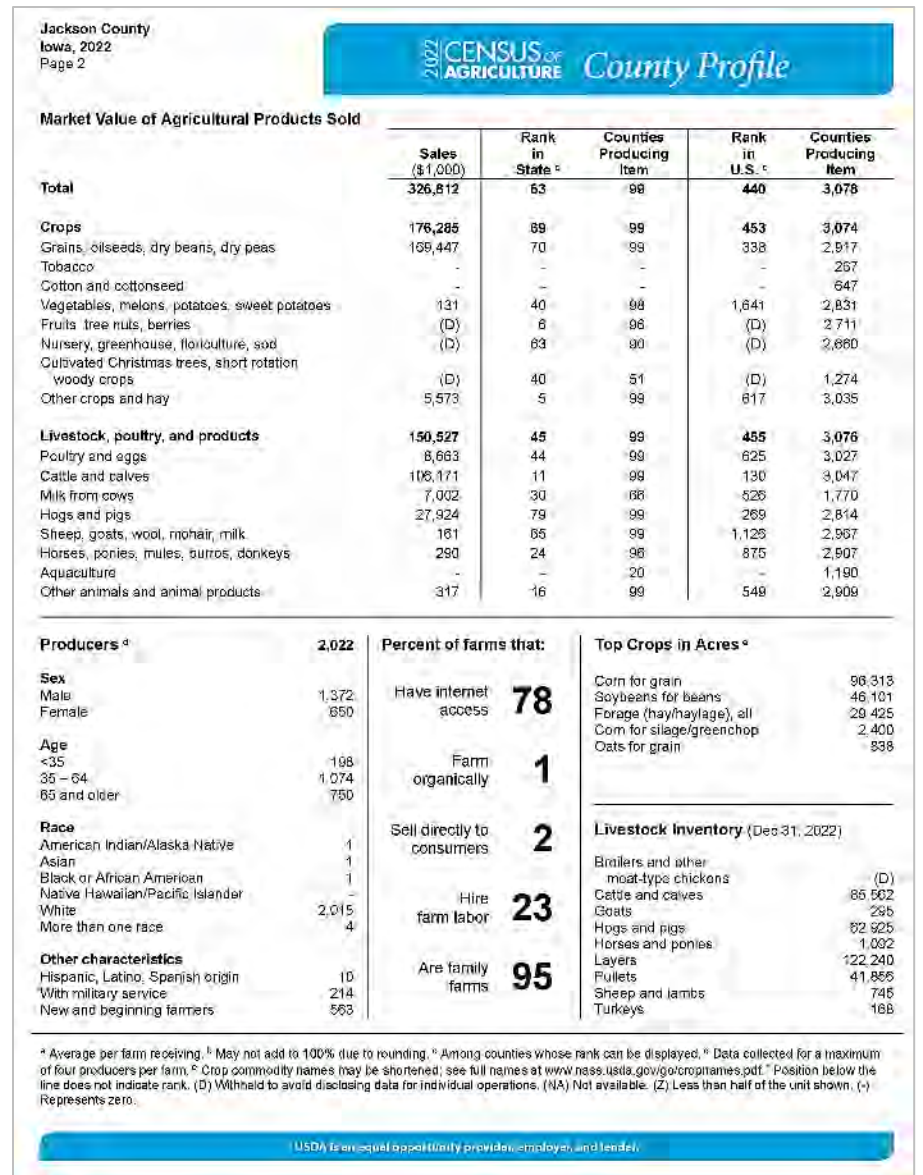 Jackson County
Iowa, 2022
Page 2
2022 CENSUS OF AGRICULTURE County Profile
Market Value of Agricultural Products Sold
Sales ($1,000) Rank in State c Counties Producing Item Rank in U.S. c Counties Producing Item
Total 326,812 63 99 440 3,078
Crops 176,285 69 99 453 3,074
Grains, oilseeds, dry beans, dry peas 169,447 70 99 338 2,917
Tobacco - - - - 267
Cotton and cottonseed - - - - 647
Vegetables, melons, potatoes, sweet potatoes 131 40 98 1,641 2,831
Fruits, tree nuts, berries (D) 6 96 (D) 2,711
Nursery, greenhouse, floriculture, sod (D) 63 90 (D) 2,660
Cultivated Christmas trees, short rotation
woody crops (D) 40 51 (D) 1,274
Other crops and hay 5,573 5 99 617 3,035
Livestock, poultry, and products 150,527 45 99 455 3,076
Poultry and eggs 8,663 44 99 625 3,027
Cattle and calves 106,171 11 99 130 3,047
Milk from cows 7,002 30 526 1,770
Hogs and pigs 27,924 79 99 269 2,814
Sheep, goats, wool, mohair, milk 161 65 99 1,126 2,967
Horses, ponies, mules, burros, donkeys 290 24 96 875 2,907
Aquaculture - - 20 - 1,190
Other animals and animal products 317 16 99 549 2,909
Producers d 2,022
Sex
Male 1,372
Female 650
Age
<35 198
35 – 64 1,074
65 and older 750
Race
American Indian/Alaska Native 1
Asian 1
Black or African American 1
Native Hawaiian/Pacific Islander -
White 2,015
More than one race 4
Other characteristics
Hispanic, Latino, Spanish origin 10
With military service 214
New and beginning farmers 563
Percent of farms that:
Have internet access 78
Farm organically 1
Sell directly to consumers 2
Hire farm labor 23
Are family farms 95
Top Crops in Acres e
Corn for grain 96,313
Soybeans for beans 46,101
Forage (hay/haylage), all 29,425
Corn for silage/greenchop 2,400
Oats for grain 838
Livestock Inventory (Dec 31, 2022)
Broilers and other
meat-type chickens (D)
Cattle and calves 85,562
Goats 295
Hogs and pigs 62,925
Horses and ponies 1,092
Layers 122,240
Pullets 41,856
Sheep and lambs 745
Turkeys 168
a Average per farm receiving. b May not add to 100% due to rounding. c Among counties whose rank can be displayed. d Data collected for a maximum
of four producers per farm. e Crop commodity names may be shortened; see full names at www.nass.usda.gov/go/cropnames.pdf. f Position below the
line does not indicate rank. (D) Withheld to avoid disclosing data for individual operations. (NA) Not available. (Z) Less than half of the unit shown. (-)
Represents zero.
USDA is an equal opportunity provider, employer, and lender.